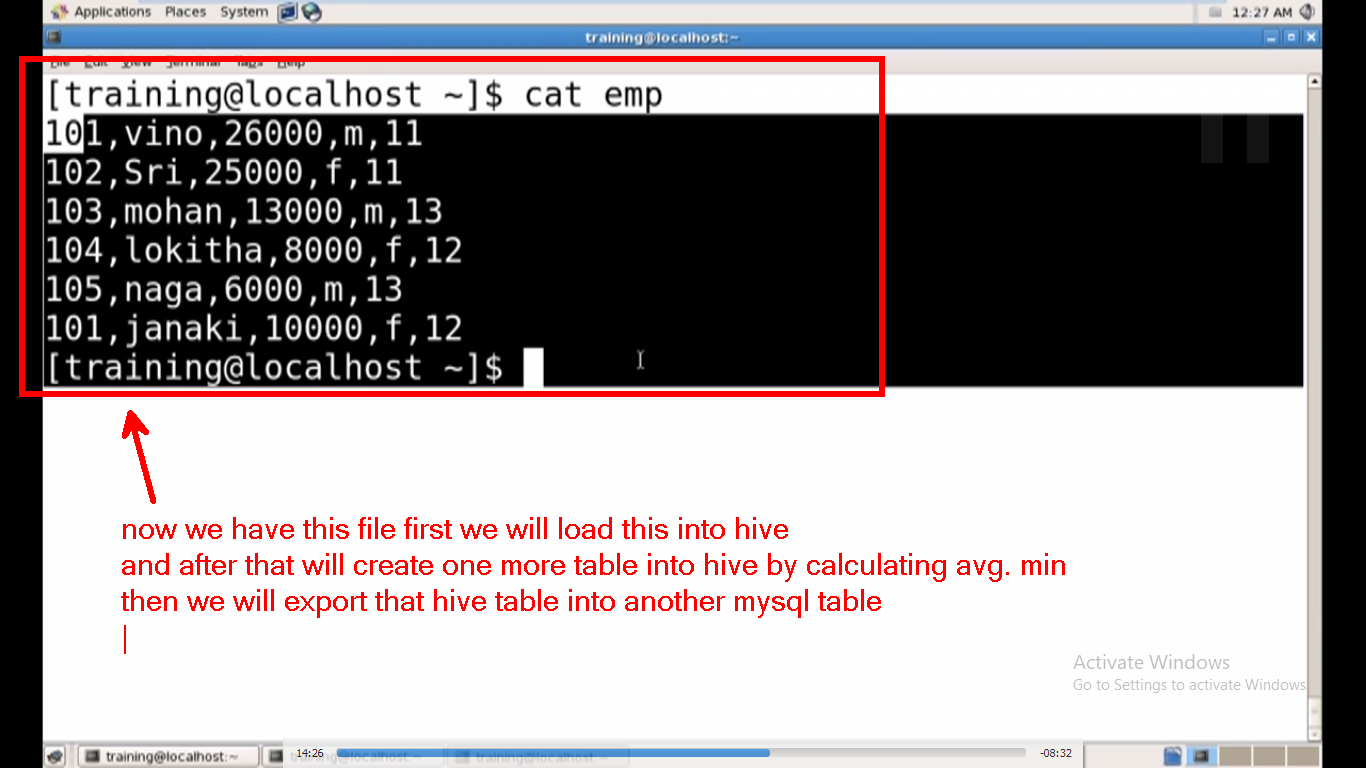 Applications Places System
12:27 AM
training@localhost:~
File Edit View Terminal Tabs Help
[training@localhost ~]$ cat emp
101,vino,26000,m,11
102,Sri,25000,f,11
103,mohan,13000,m,13
104,lokitha,8000,f,12
105,naga,6000,m,13
101,janaki,10000,f,12
[training@localhost ~]$
now we have this file first we will load this into hive
and after that will create one more table into hive by calculating avg. min
then we will export that hive table into another mysql table
Activate Windows
Go to Settings to activate Windows
training@localhost:~
training@localhost:~
training@localhost:~
14:26
-08:32